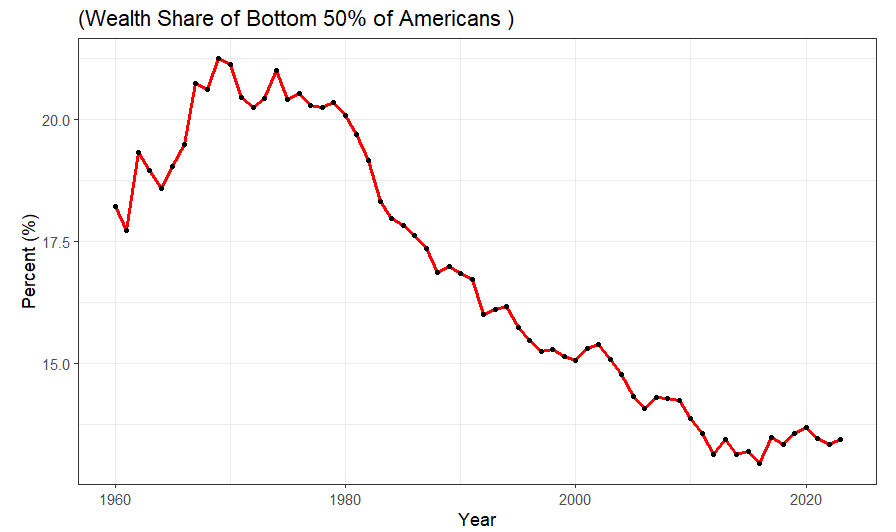 (Wealth Share of Bottom 50% of Americans )
Percent (%)
20.0
17.5
15.0
1960
1980
2000
2020
Year